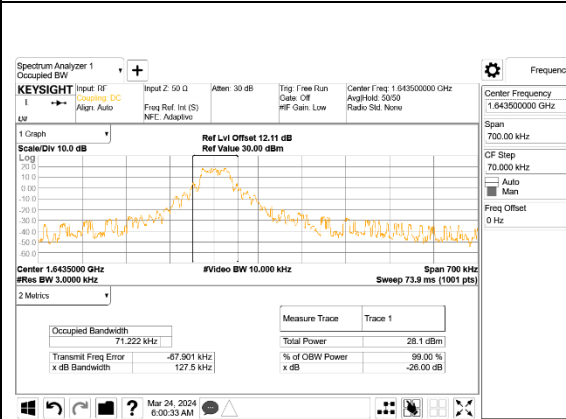 Spectrum Analyzer 1
Occupied BW
Frequenc
KEYSIGHT Input: RF Input Z: 50 Ω Atten: 30 dB Trig: Free Run Center Freq: 1.643500000 GHz
Coupling: DC Gate: Off Avg|Hold: 50/50
Align: Auto Freq Ref: Int (S) #IF Gain: Low Radio Std: None
NFE: Adaptive
Center Frequency
1.643500000 GHz
Span
700.00 kHz
CF Step
70.000 kHz
Auto
Man
Freq Offset
0 Hz
1 Graph
Scale/Div 10.0 dB
Ref Lvl Offset 12.11 dB
Ref Value 30.00 dBm
Log
20.0
10.0
0.00
-10.0
-20.0
-30.0
-40.0
-50.0
-60.0
Center 1.6435000 GHz #Video BW 10.000 kHz Span 700 kHz
#Res BW 3.0000 kHz Sweep 73.9 ms (1001 pts)
2 Metrics
Measure Trace Trace 1
Occupied Bandwidth
71.222 kHz
Total Power 28.1 dBm
Transmit Freq Error -67.901 kHz
% of OBW Power 99.00 %
x dB Bandwidth 127.5 kHz
x dB -26.00 dB
?
Mar 24, 2024
6:00:33 AM